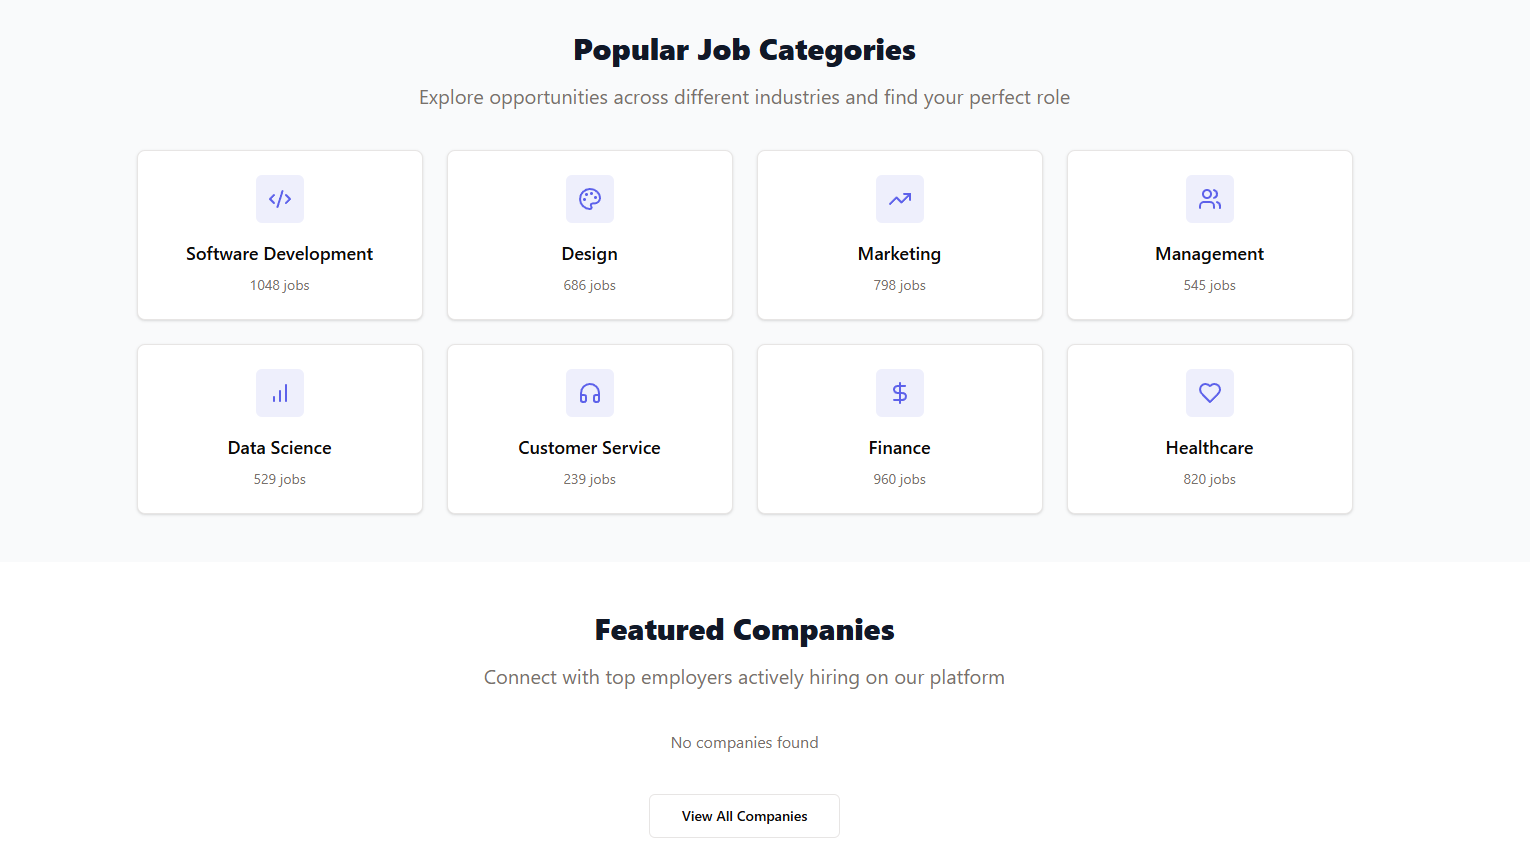 Popular Job Categories
Explore opportunities across different industries and find your perfect role
Software Development
1048 jobs
Design
686 jobs
Marketing
798 jobs
Management
545 jobs
Data Science
529 jobs
Customer Service
239 jobs
Finance
960 jobs
Healthcare
820 jobs
Featured Companies
Connect with top employers actively hiring on our platform
No companies found
View All Companies